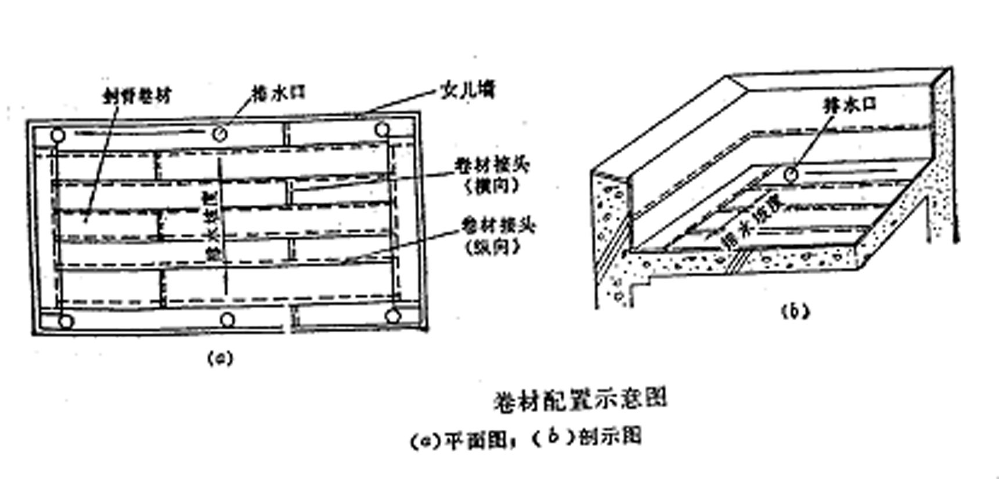 卷材
排水口
女儿墙
卷材接头
(横向)
卷材接头
(纵向)
排水坡度
(a)
排水口
排水坡度
(b)
卷材配置示意图
(a)平面图；(b)剖示图